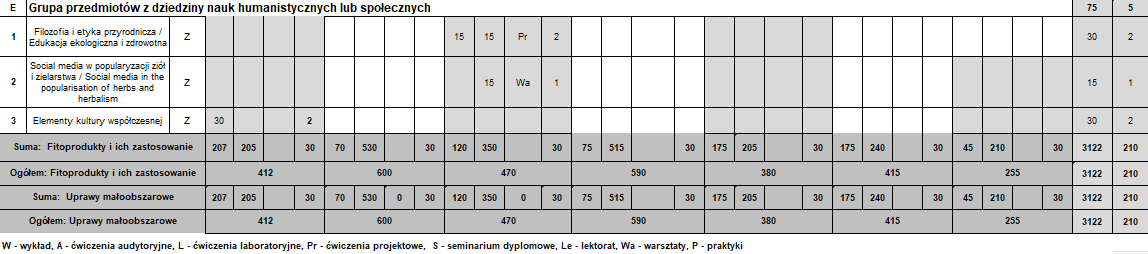 E Grupa przedmiotów z dziedziny nauk humanistycznych lub społecznych 75 5
1 Filozofia i etyka przyrodnicza / Z 15 15 Pr 2 30 2
Edukacja ekologiczna i zdrowotna
Social media w popularyzacji ziół
2 i zielarstwa / Social media in the Z 15 Wa 1 15 1
popularisation of herbs and
herbalism
3 Elementy kultury współczesnej Z 30 2 30 2
Suma: Fitoprodukty i ich zastosowanie 207 205 30 70 530 30 120 350 30 75 515 30 175 205 30 175 240 30 45 210 30 3122 210
Ogółem: Fitoprodukty i ich zastosowanie 412 600 470 590 380 415 255 3122 210
Suma: Uprawy małoobszarowe 207 205 30 70 530 0 30 120 350 0 30 75 515 30 175 205 30 175 240 30 45 210 30 3122 210
Ogółem: Uprawy małoobszarowe 412 600 470 590 380 415 255 3122 210
W - wykład, A - ćwiczenia audytoryjne, L - ćwiczenia laboratoryjne, Pr - ćwiczenia projektowe, S - seminarium dyplomowe, Le - lektorat, Wa - warsztaty, P - praktyki